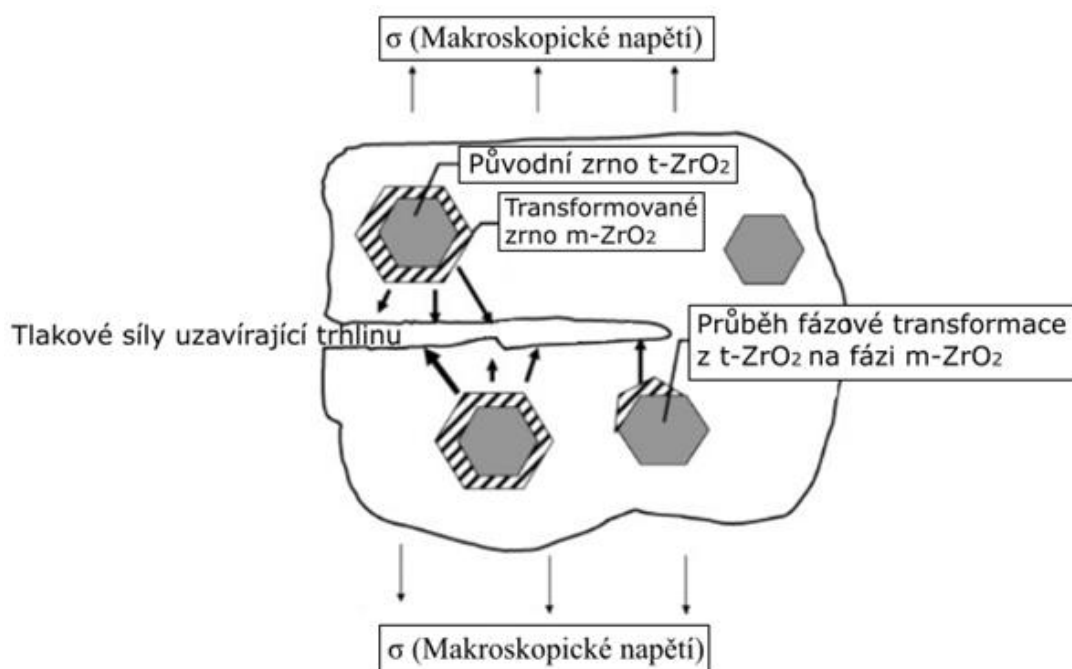 σ (Makroskopické napětí)
Původní zrno t-ZrO₂
Transformované
zrno m-ZrO₂
Tlakové síly uzavírající trhlinu
Průběh fázové transformace
z t-ZrO₂ na fázi m-ZrO₂
σ (Makroskopické napětí)